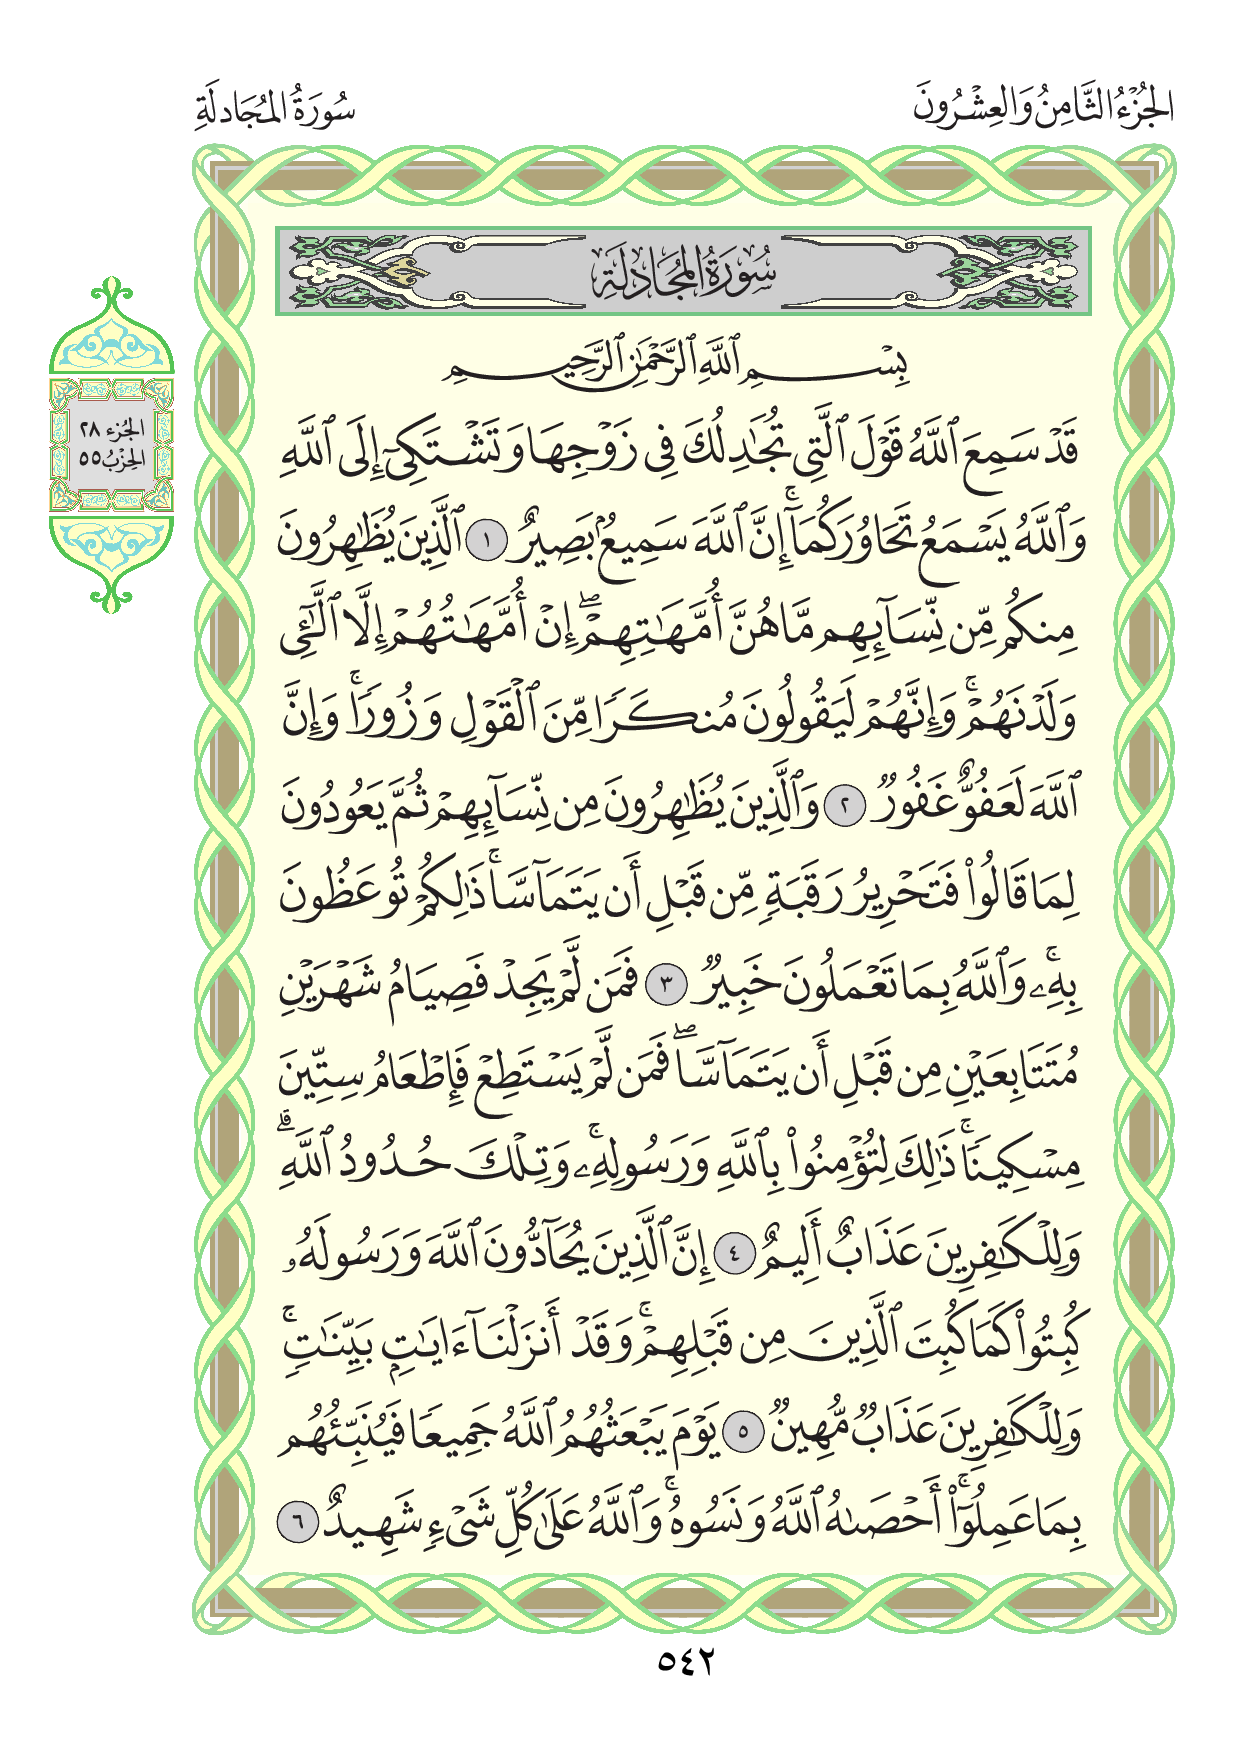 الجُزْءُ الثَّامِنُ وَالعِشْرُونَ
سُورَةُ المُجَادلَةِ
سُورَةُ المُجَادلَةِ
بِسْمِ ٱللَّهِ ٱلرَّحْمَٰنِ ٱلرَّحِيمِ
قَدْ سَمِعَ ٱللَّهُ قَوْلَ ٱلَّتِي تُجَٰدِلُكَ فِي زَوْجِهَا وَتَشْتَكِيٓ إِلَى ٱللَّهِ
وَٱللَّهُ يَسْمَعُ تَحَاوُرَكُمَآۚ إِنَّ ٱللَّهَ سَمِيعُۢ بَصِيرٌ ١ ٱلَّذِينَ يُظَٰهِرُونَ
مِنكُم مِّن نِّسَآئِهِم مَّا هُنَّ أُمَّهَٰتِهِمْۖ إِنْ أُمَّهَٰتُهُمْ إِلَّا ٱلَّٰٓـِٔي
وَلَدْنَهُمْۚ وَإِنَّهُمْ لَيَقُولُونَ مُنكَرًا مِّنَ ٱلْقَوْلِ وَزُورًاۚ وَإِنَّ
ٱللَّهَ لَعَفُوٌّ غَفُورٌ ٢ وَٱلَّذِينَ يُظَٰهِرُونَ مِن نِّسَآئِهِمْ ثُمَّ يَعُودُونَ
لِمَا قَالُوا۟ فَتَحْرِيرُ رَقَبَةٍ مِّن قَبْلِ أَن يَتَمَآسَّاۚ ذَٰلِكُمْ تُوعَظُونَ
بِهِۦۚ وَٱللَّهُ بِمَا تَعْمَلُونَ خَبِيرٌ ٣ فَمَن لَّمْ يَجِدْ فَصِيَامُ شَهْرَيْنِ
مُتَتَابِعَيْنِ مِن قَبْلِ أَن يَتَمَآسَّاۖ فَمَن لَّمْ يَسْتَطِعْ فَإِطْعَامُ سِتِّينَ
مِسْكِينًاۚ ذَٰلِكَ لِتُؤْمِنُوا۟ بِٱللَّهِ وَرَسُولِهِۦۚ وَتِلْكَ حُدُودُ ٱللَّهِۗ
وَلِلْكَٰفِرِينَ عَذَابٌ أَلِيمٌ ٤ إِنَّ ٱلَّذِينَ يُحَآدُّونَ ٱللَّهَ وَرَسُولَهُۥ
كُبِتُوا۟ كَمَا كُبِتَ ٱلَّذِينَ مِن قَبْلِهِمْۚ وَقَدْ أَنزَلْنَآ ءَايَٰتِۭ بَيِّنَٰتٍۚ
وَلِلْكَٰفِرِينَ عَذَابٌ مُّهِينٌ ٥ يَوْمَ يَبْعَثُهُمُ ٱللَّهُ جَمِيعًا فَيُنَبِّئُهُم
بِمَا عَمِلُوٓا۟ۚ أَحْصَىٰهُ ٱللَّهُ وَنَسُوهُۚ وَٱللَّهُ عَلَىٰ كُلِّ شَىْءٍ شَهِيدٌ ٦
الجُزْء ٢٨
الحِزْبُ ٥٥
٥٤٢